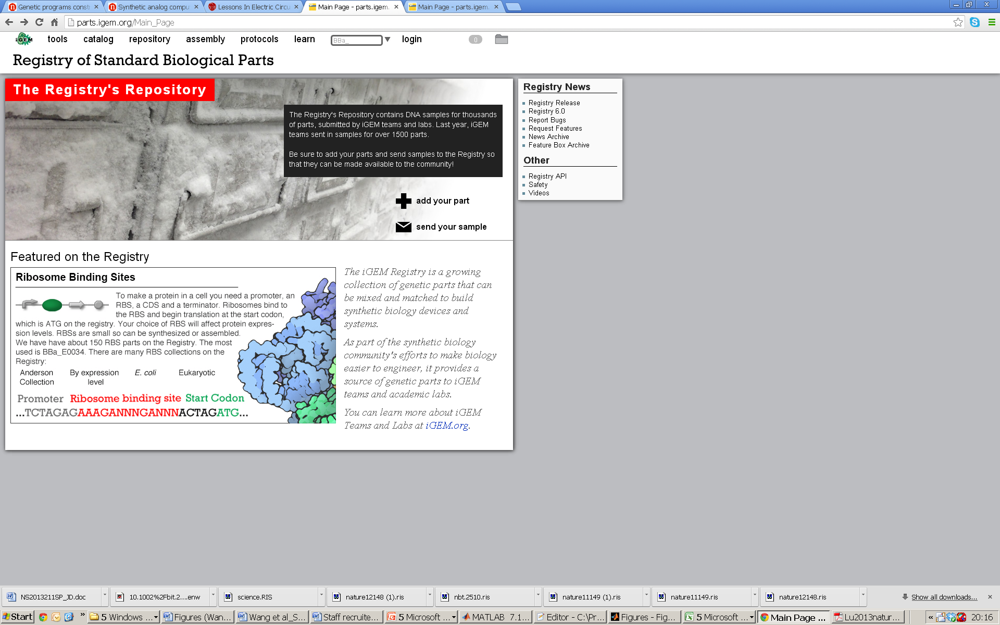 Genetic programs const
Synthetic analog compu
Lessons In Electric Circu
Main Page - parts.igem.
Main Page - parts.igem.
parts.igem.org/Main_Page
iGEM
tools catalog repository assembly protocols learn BBa_ login 0
Registry of Standard Biological Parts
The Registry's Repository
The Registry's Repository contains DNA samples for thousands
of parts, submitted by iGEM teams and labs. Last year, iGEM
teams sent in samples for over 1500 parts.
Be sure to add your parts and send samples to the Registry so
that they can be made available to the community!
add your part
send your sample
Registry News
Registry Release
Registry 6.0
Report Bugs
Request Features
News Archive
Feature Box Archive
Other
Registry API
Safety
Videos
Featured on the Registry
Ribosome Binding Sites
To make a protein in a cell you need a promoter, an
RBS, a CDS and a terminator. Ribosomes bind to
the RBS and begin translation at the start codon,
which is ATG on the registry. Your choice of RBS will affect protein expres-
sion levels. RBSs are small so can be synthesized or assembled.
We have have about 150 RBS parts on the Registry. The most
used is BBa_E0034. There are many RBS collections on the
Registry:
Anderson Collection
By expression level
E. coli
Eukaryotic
Promoter Ribosome binding site Start Codon
...TCTAGAGAAAGANNNGANNNACTAGATG...
The iGEM Registry is a growing
collection of genetic parts that can
be mixed and matched to build
synthetic biology devices and
systems.
As part of the synthetic biology
community's efforts to make biology
easier to engineer, it provides a
source of genetic parts to iGEM
teams and academic labs.
You can learn more about iGEM
Teams and Labs at iGEM.org.
NS2013211SP_JD.doc
10.1002%2Fbit.2....enw
science.RIS
nature12148 (1).ris
nbt.2510.ris
nature11149 (1).ris
nature11149.ris
nature12148.ris
Show all downloads...
Start
»
5 Windows ...
Figures (Wan...
Wang et al_S...
Staff recruite...
5 Microsoft ...
MATLAB 7.1...
Editor - C:\Pr...
Figures - Fig...
5 Microsoft ...
Main Page ...
Lu2013natur...
«
20:16